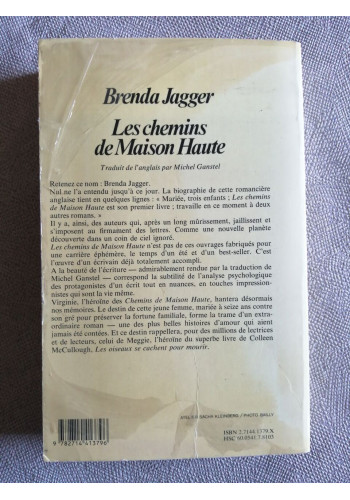 Brenda Jagger
Les chemins
de Maison Haute
Traduit de l'anglais par Michel Ganstel
Retenez ce nom : Brenda Jagger.
Nul ne l'a entendu jusqu'à ce jour. La biographie de cette romancière
anglaise tient en quelques lignes : « Mariée, trois enfants ; Les chemins
de Maison Haute est son premier livre ; travaille en ce moment à deux
autres romans. »
Il y a, ainsi, des auteurs qui, après un long mûrissement, jaillissent et
s'imposent au firmament des lettres. Comme une nouvelle planète
découverte dans un coin de ciel ignoré.
Les chemins de Maison Haute n'est pas de ces ouvrages fabriqués pour
une carrière éphémère, le temps d'un été et d'un best-seller. C'est
l'œuvre d'un écrivain déjà totalement accompli.
A la beauté de l'écriture — admirablement rendue par la traduction de
Michel Ganstel — correspond la subtilité de l'analyse psychologique
des protagonistes d'un écrit tout en nuances, en touches impression-
nistes qui sont la vie même.
Virginie, l'héroïne des Chemins de Maison Haute, hantera désormais
nos mémoires. Le destin de cette jeune femme, mariée à seize ans contre
son gré pour préserver la fortune familiale, forme la trame d'un extra-
ordinaire roman — une des plus belles histoires d'amour qui aient
jamais été contées. Et ce destin rappellera, pour des millions de lectrices
et de lecteurs, celui de Meggie, l'héroïne du superbe livre de Colleen
McCullough, Les oiseaux se cachent pour mourir.
ISBN 2.7144.1379.X
9 782714 413796